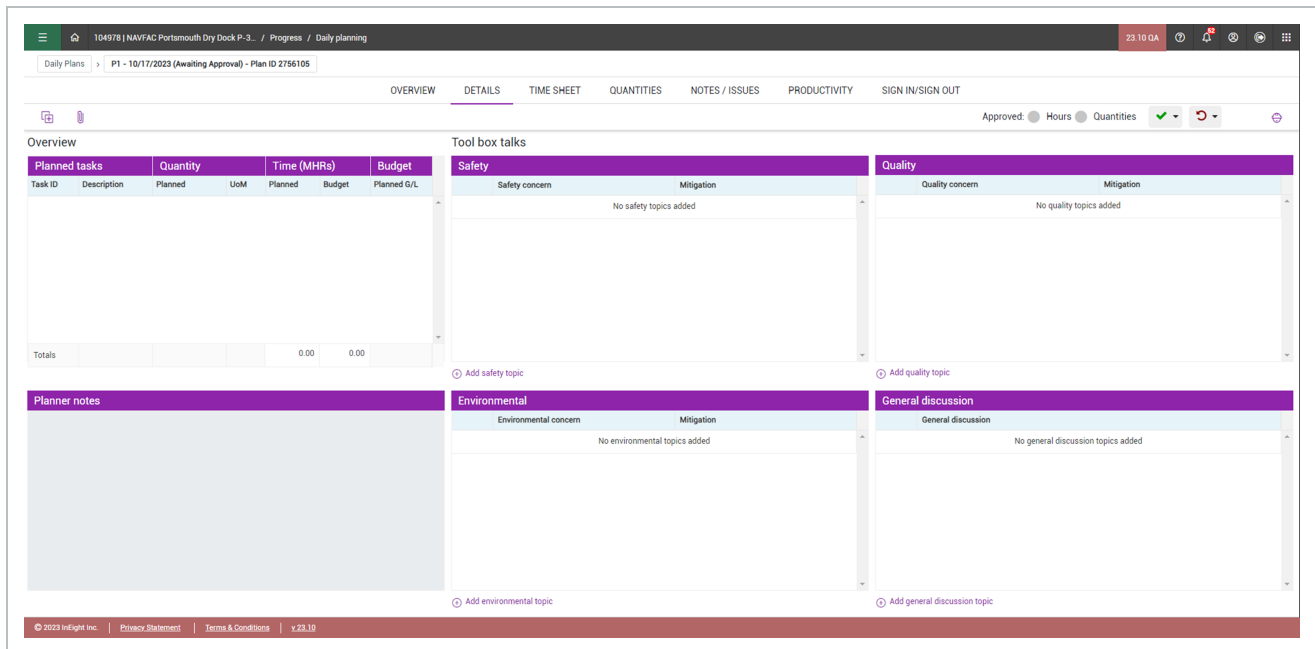 104978 | NAVFAC Portsmouth Dry Dock P-3... / Progress / Daily planning
23.10 QA
52
Daily Plans > P1 - 10/17/2023 (Awaiting Approval) - Plan ID 2756105
OVERVIEW DETAILS TIME SHEET QUANTITIES NOTES / ISSUES PRODUCTIVITY SIGN IN/SIGN OUT
Approved: Hours Quantities
Overview
Planned tasks Quantity Time (MHRs) Budget
Task ID Description Planned UoM Planned Budget Planned G/L
Totals 0.00 0.00
Planner notes
Tool box talks
Safety
Safety concern Mitigation
No safety topics added
Add safety topic
Quality
Quality concern Mitigation
No quality topics added
Add quality topic
Environmental
Environmental concern Mitigation
No environmental topics added
Add environmental topic
General discussion
General discussion
No general discussion topics added
Add general discussion topic
© 2023 InEight Inc. | Privacy Statement | Terms & Conditions | v 23.10